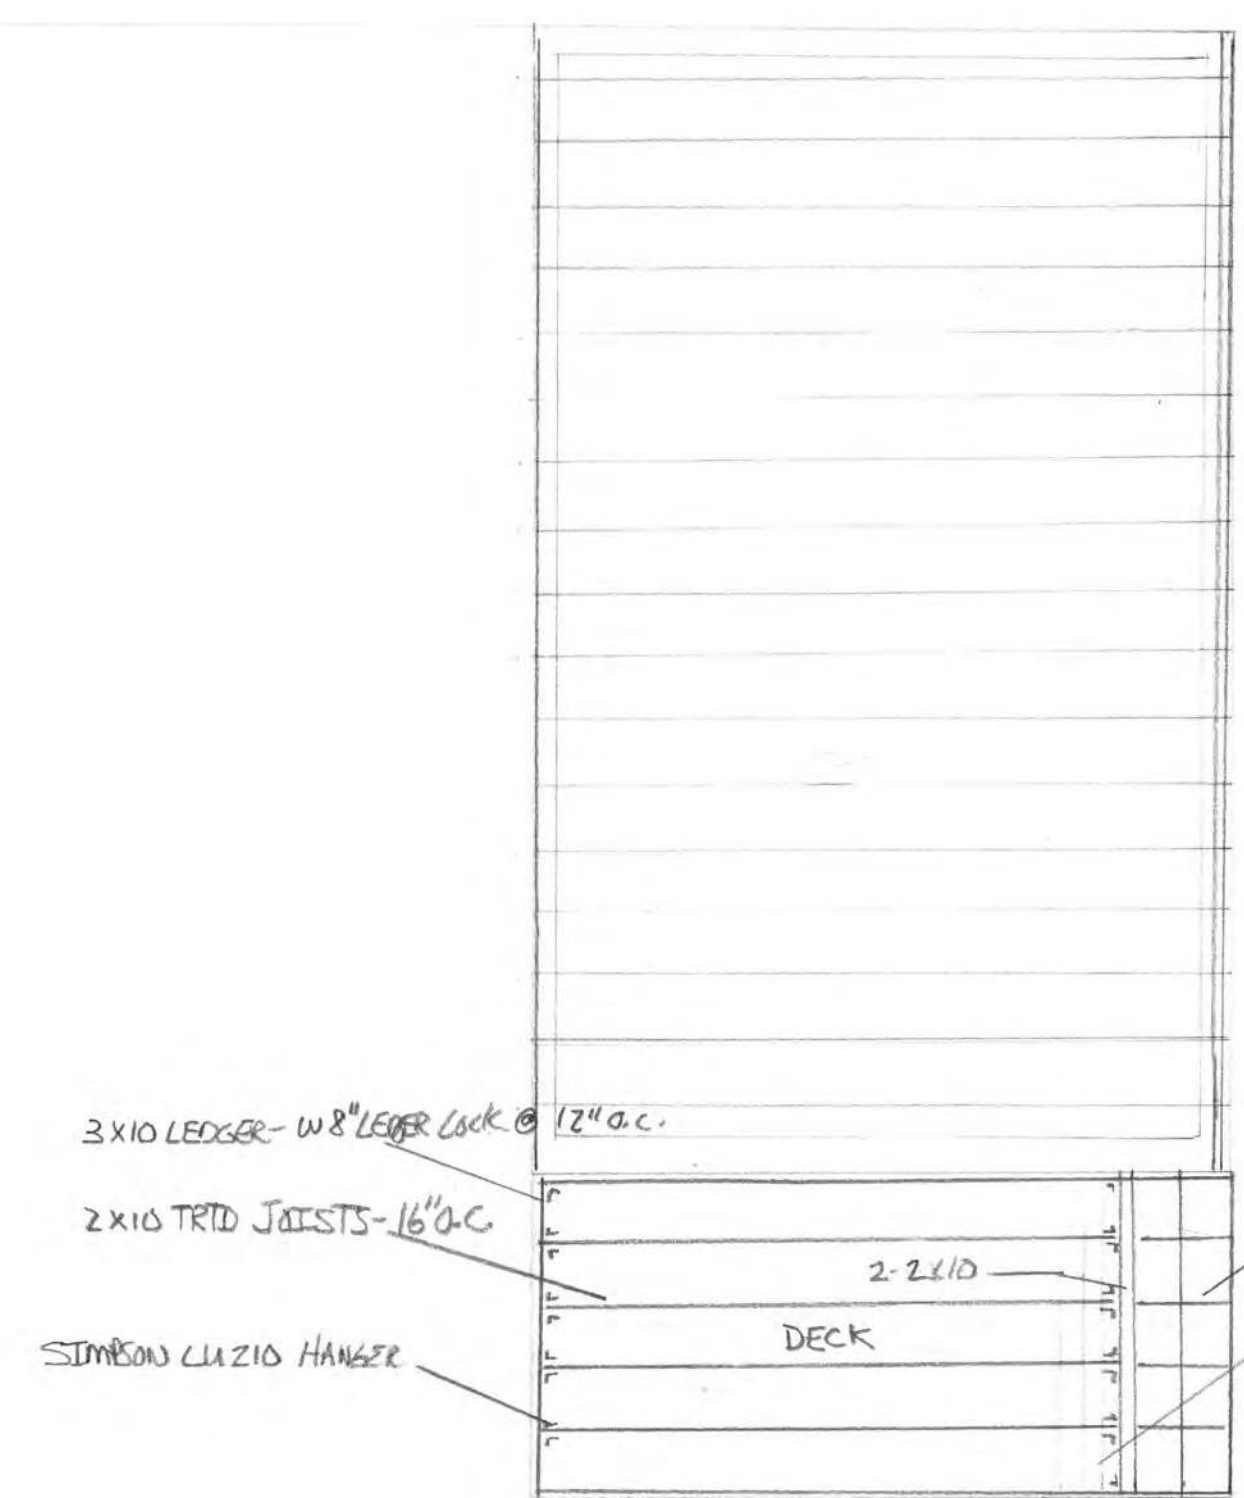 3X10 LEDGER - W 8" LEDGER LOCK @ 12" O.C.
2X10 TRTD JOISTS - 16" O.C.
2-2X10
DECK
SIMPSON LU210 HANGER